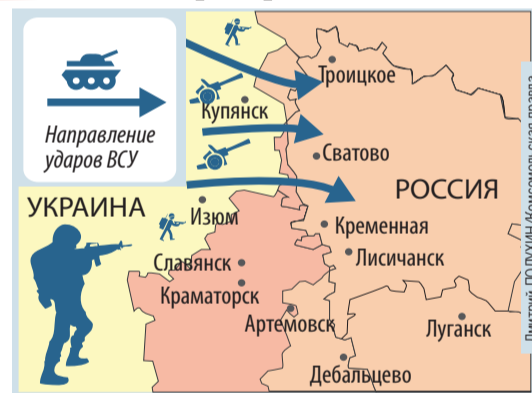 Направление
ударов ВСУ
Троицкое
Купянск
Сватово
РОССИЯ
УКРАИНА
Изюм
Кременная
Лисичанск
Славянск
Краматорск
Артемовск
Луганск
Дебальцево
Дмитрий ПОЛУХИН/Комсомольская правда